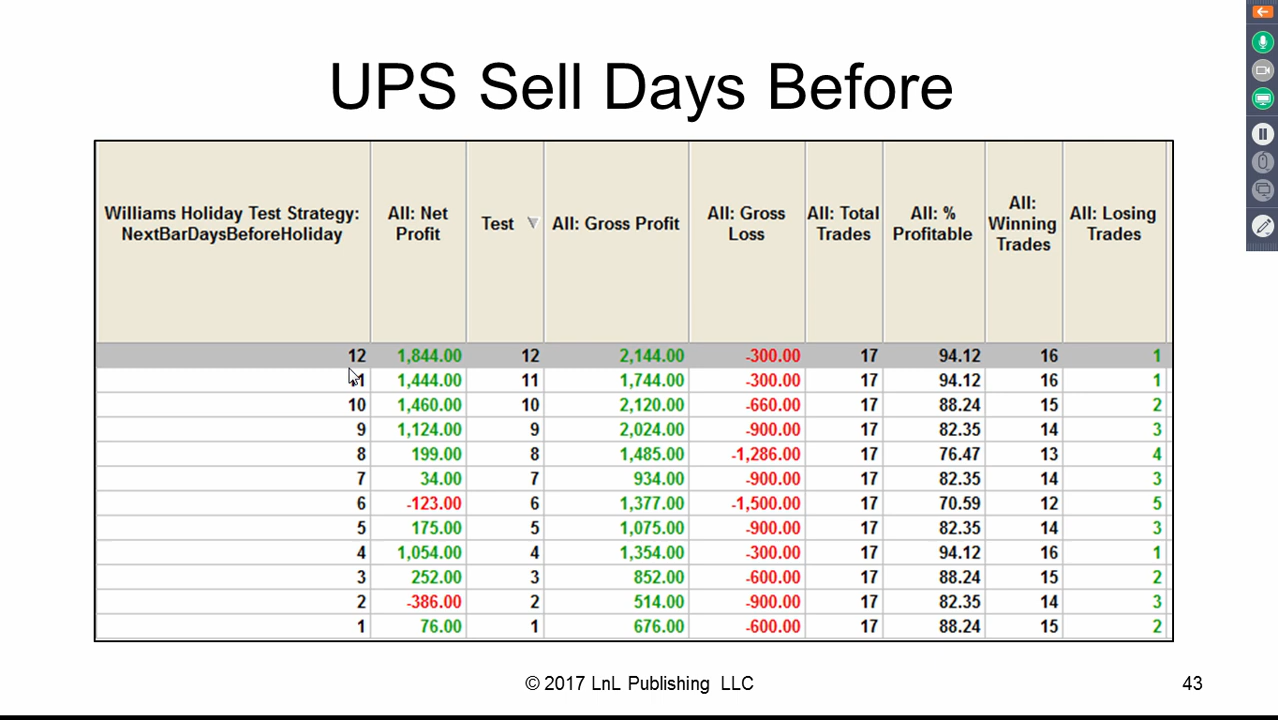 UPS Sell Days Before
Williams Holiday Test Strategy: NextBarDaysBeforeHoliday | All: Net Profit | Test | All: Gross Profit | All: Gross Loss | All: Total Trades | All: % Profitable | All: Winning Trades | All: Losing Trades
12 1,844.00 12 2,144.00 -300.00 17 94.12 16 1
1,444.00 11 1,744.00 -300.00 17 94.12 16 1
10 1,460.00 10 2,120.00 -660.00 17 88.24 15 2
9 1,124.00 9 2,024.00 -900.00 17 82.35 14 3
8 199.00 8 1,485.00 -1,286.00 17 76.47 13 4
7 34.00 7 934.00 -900.00 17 82.35 14 3
6 -123.00 6 1,377.00 -1,500.00 17 70.59 12 5
5 175.00 5 1,075.00 -900.00 17 82.35 14 3
4 1,054.00 4 1,354.00 -300.00 17 94.12 16 1
3 252.00 3 852.00 -600.00 17 88.24 15 2
2 -386.00 2 514.00 -900.00 17 82.35 14 3
1 76.00 1 676.00 -600.00 17 88.24 15 2
© 2017 LnL Publishing LLC
43